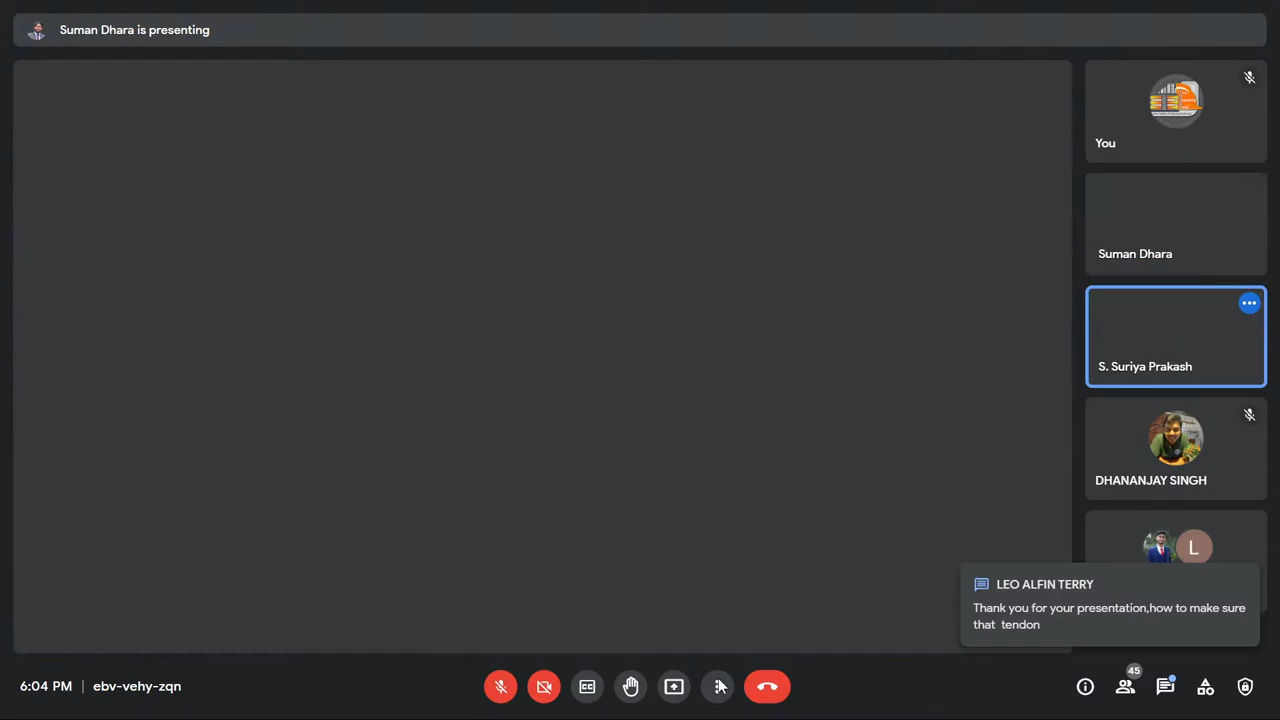 Suman Dhara is presenting
You
Suman Dhara
S. Suriya Prakash
DHANANJAY SINGH
L
LEO ALFIN TERRY
Thank you for your presentation,how to make sure
that tendon
45
6:04 PM | ebv-vehy-zqn
CC